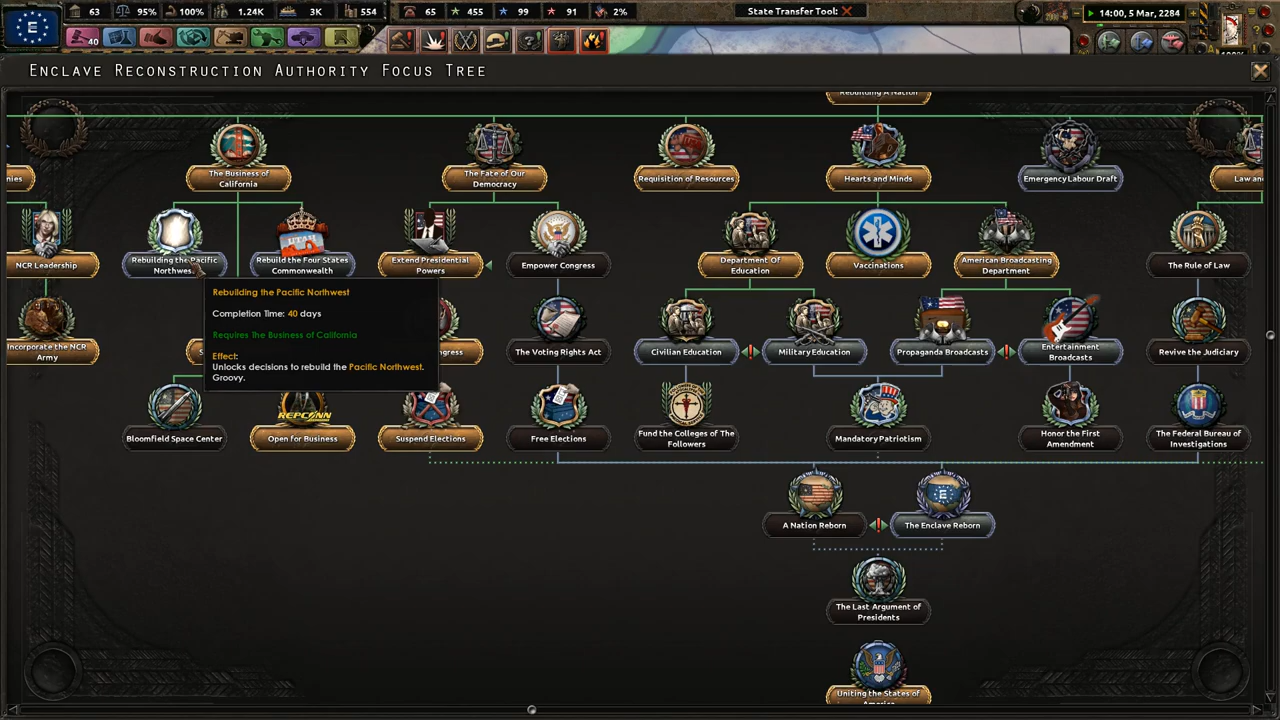 63 95% 100% 1.24K 3K 554 65 455 99 91 2%
State Transfer Tool:
14:00, 5 Mar, 2284
40
E
ENCLAVE RECONSTRUCTION AUTHORITY FOCUS TREE
Rebuilding A Nation
The Business of
California
The Fate of Our
Democracy
Requisition of Resources
Hearts and Minds
Emergency Labour Draft
Law and
NCR Leadership
Rebuilding the Pacific
Northwest
UTAH
Rebuild the Four States
Commonwealth
Extend Presidential
Powers
Empower Congress
Department Of
Education
Vaccinations
American Broadcasting
Department
The Rule of Law
Rebuilding the Pacific Northwest
Completion Time: 40 days
Requires The Business of California
Effect:
Unlocks decisions to rebuild the Pacific Northwest.
Groovy.
Incorporate the NCR
Army
The Voting Rights Act
Civilian Education
Military Education
Propaganda Broadcasts
Entertainment
Broadcasts
Revive the Judiciary
Bloomfield Space Center
REPCONN
Open for Business
Suspend Elections
Free Elections
Fund the Colleges of The
Followers
Mandatory Patriotism
Honor the First
Amendment
The Federal Bureau of
Investigations
A Nation Reborn
E
The Enclave Reborn
The Last Argument of
Presidents
Uniting the States of
America